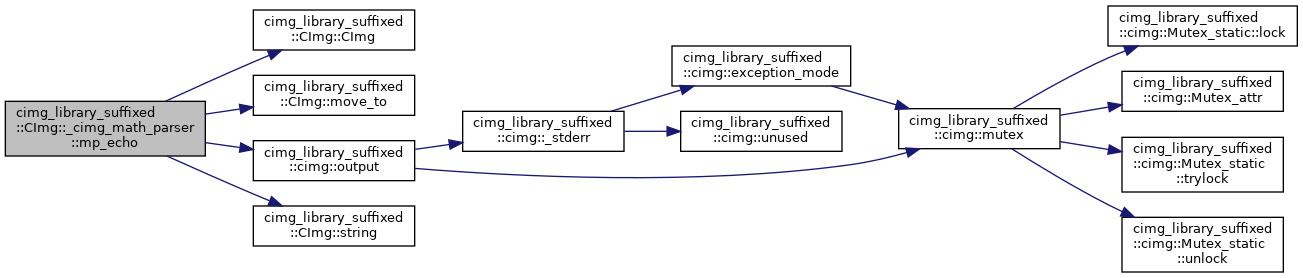 cimg_library_suffixed
::CImg::_cimg_math_parser
::mp_echo
cimg_library_suffixed
::CImg::CImg
cimg_library_suffixed
::CImg::move_to
cimg_library_suffixed
::cimg::output
cimg_library_suffixed
::CImg::string
cimg_library_suffixed
::cimg::_stderr
cimg_library_suffixed
::cimg::exception_mode
cimg_library_suffixed
::cimg::unused
cimg_library_suffixed
::cimg::mutex
cimg_library_suffixed
::cimg::Mutex_static::lock
cimg_library_suffixed
::cimg::Mutex_attr
cimg_library_suffixed
::cimg::Mutex_static
::trylock
cimg_library_suffixed
::cimg::Mutex_static
::unlock